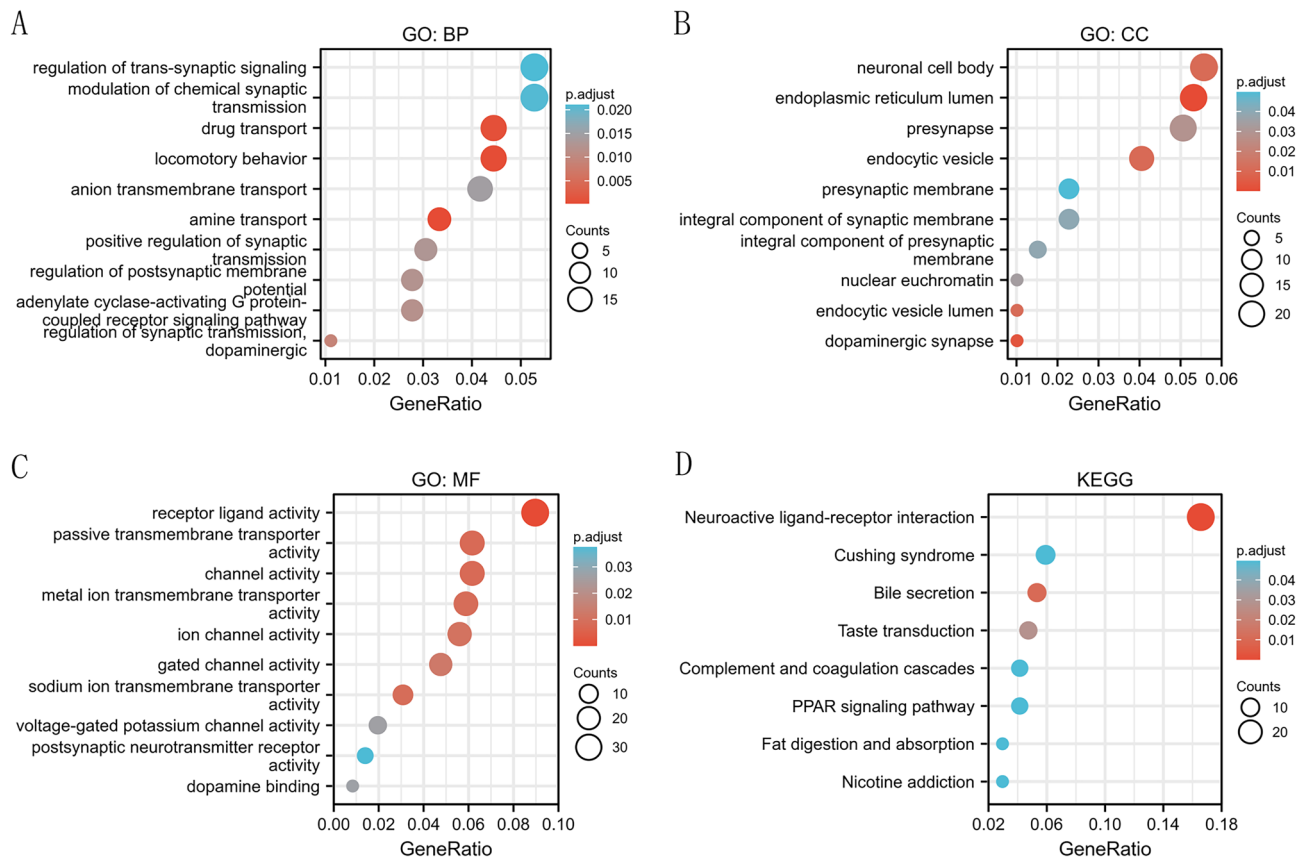 A
GO: BP
regulation of trans-synaptic signaling
modulation of chemical synaptic
transmission
drug transport
locomotory behavior
anion transmembrane transport
amine transport
positive regulation of synaptic
transmission
regulation of postsynaptic membrane
potential
adenylate cyclase-activating G protein-
coupled receptor signaling pathway
regulation of synaptic transmission,
dopaminergic
0.01 0.02 0.03 0.04 0.05
GeneRatio
p.adjust
0.020
0.015
0.010
0.005
Counts
5
10
15
B
GO: CC
neuronal cell body
endoplasmic reticulum lumen
presynapse
endocytic vesicle
presynaptic membrane
integral component of synaptic membrane
integral component of presynaptic
membrane
nuclear euchromatin
endocytic vesicle lumen
dopaminergic synapse
0.01 0.02 0.03 0.04 0.05 0.06
GeneRatio
p.adjust
0.04
0.03
0.02
0.01
Counts
5
10
15
20
C
GO: MF
receptor ligand activity
passive transmembrane transporter
activity
channel activity
metal ion transmembrane transporter
activity
ion channel activity
gated channel activity
sodium ion transmembrane transporter
activity
voltage-gated potassium channel activity
postsynaptic neurotransmitter receptor
activity
dopamine binding
0.00 0.02 0.04 0.06 0.08 0.10
GeneRatio
p.adjust
0.03
0.02
0.01
Counts
10
20
30
D
KEGG
Neuroactive ligand-receptor interaction
Cushing syndrome
Bile secretion
Taste transduction
Complement and coagulation cascades
PPAR signaling pathway
Fat digestion and absorption
Nicotine addiction
0.02 0.06 0.10 0.14 0.18
GeneRatio
p.adjust
0.04
0.03
0.02
0.01
Counts
10
20